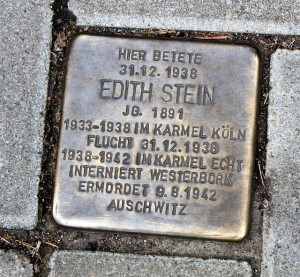 HIER BETETE
31.12.1938
EDITH STEIN
JG. 1891
1933-1938 IM KARMEL KÖLN
FLUCHT 31.12.1938
1938-1942 IM KARMEL ECHT
INTERNIERT WESTERBORK
ERMORDET 9.8.1942
AUSCHWITZ